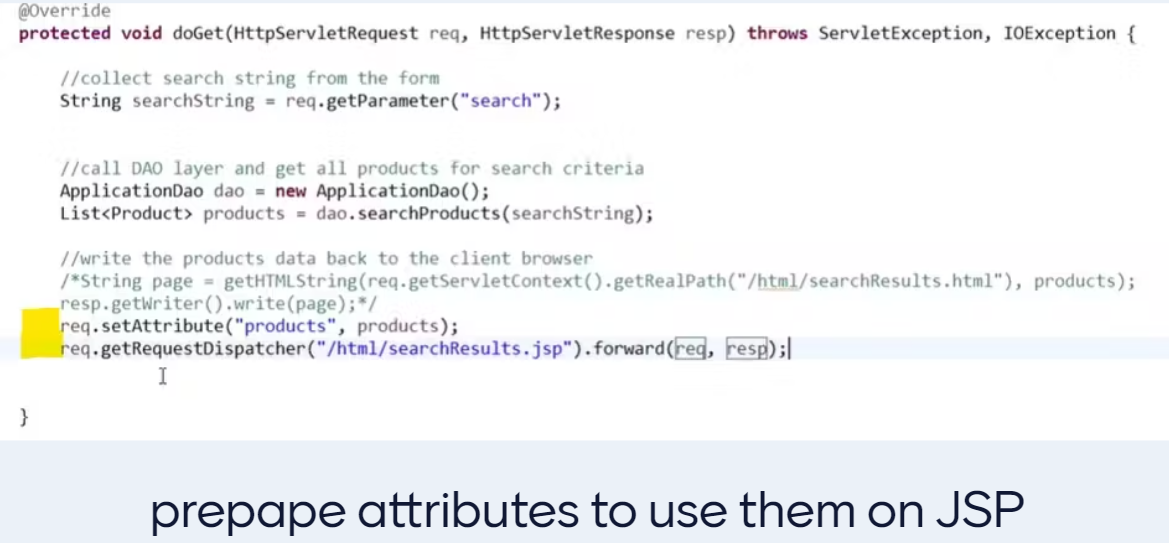 @Override
protected void doGet(HttpServletRequest req, HttpServletResponse resp) throws ServletException, IOException {
//collect search string from the form
String searchString = req.getParameter("search");
//call DAO layer and get all products for search criteria
ApplicationDao dao = new ApplicationDao();
List<Product> products = dao.searchProducts(searchString);
//write the products data back to the client browser
/*String page = getHTMLString(req.getServletContext().getRealPath("/html/searchResults.html"), products);
resp.getWriter().write(page);*/
req.setAttribute("products", products);
req.getRequestDispatcher("/html/searchResults.jsp").forward(req, resp);
}
prepape attributes to use them on JSP